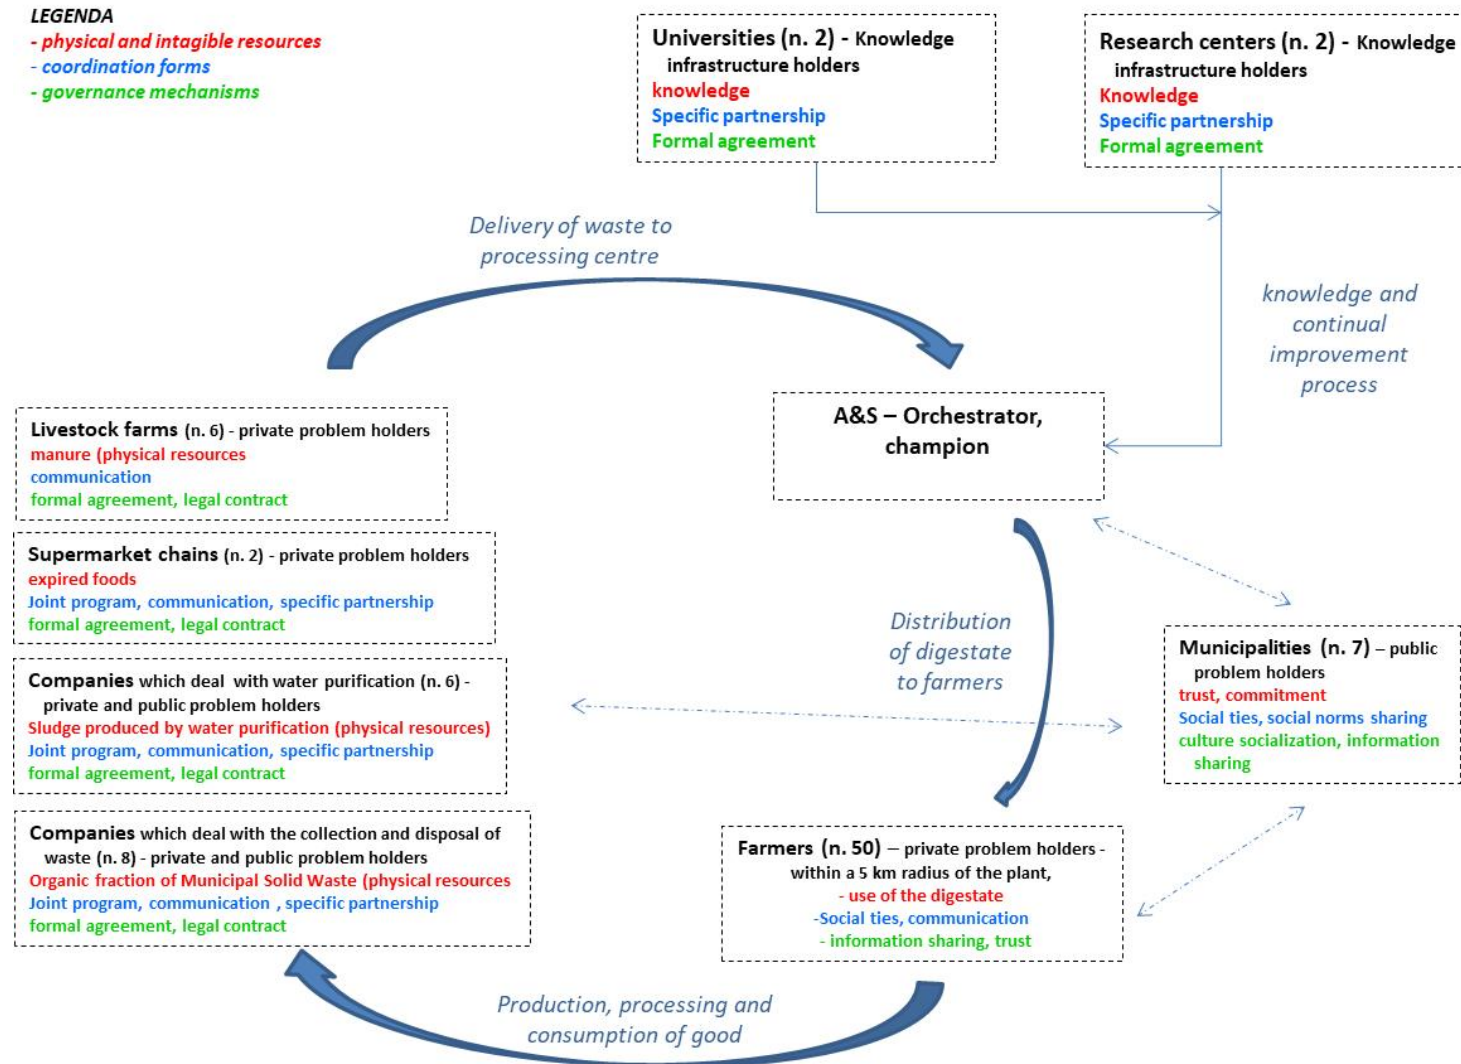 LEGENDA
- physical and intagible resources
- coordination forms
- governance mechanisms
Universities (n. 2) - Knowledge
infrastructure holders
knowledge
Specific partnership
Formal agreement
Research centers (n. 2) - Knowledge
infrastructure holders
Knowledge
Specific partnership
Formal agreement
Delivery of waste to
processing centre
knowledge and
continual
improvement
process
Livestock farms (n. 6) - private problem holders
manure (physical resources
communication
formal agreement, legal contract
A&S – Orchestrator,
champion
Supermarket chains (n. 2) - private problem holders
expired foods
Joint program, communication, specific partnership
formal agreement, legal contract
Companies which deal with water purification (n. 6) -
private and public problem holders
Sludge produced by water purification (physical resources)
Joint program, communication, specific partnership
formal agreement, legal contract
Distribution
of digestate
to farmers
Municipalities (n. 7) – public
problem holders
trust, commitment
Social ties, social norms sharing
culture socialization, information
sharing
Companies which deal with the collection and disposal of
waste (n. 8) - private and public problem holders
Organic fraction of Municipal Solid Waste (physical resources
Joint program, communication , specific partnership
formal agreement, legal contract
Farmers (n. 50) – private problem holders -
within a 5 km radius of the plant,
- use of the digestate
-Social ties, communication
- information sharing, trust
Production, processing and
consumption of good